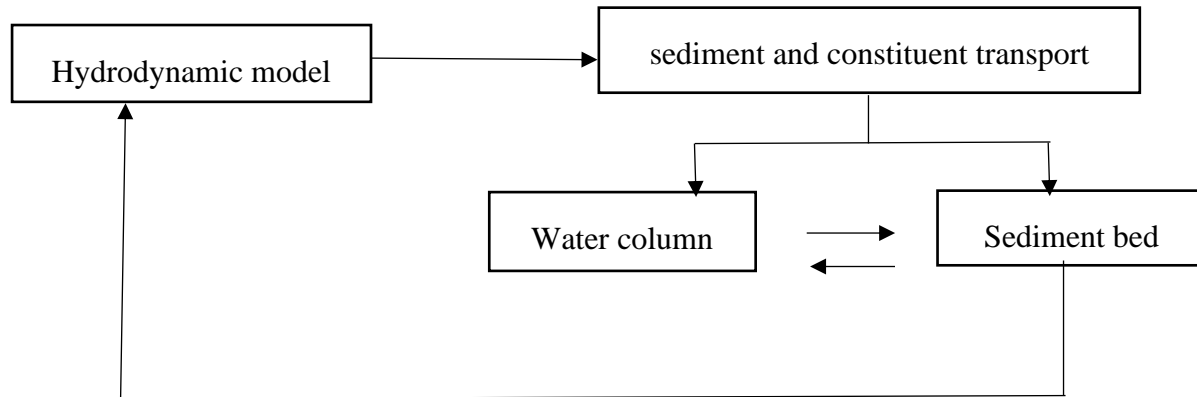 Hydrodynamic model
sediment and constituent transport
Water column
Sediment bed